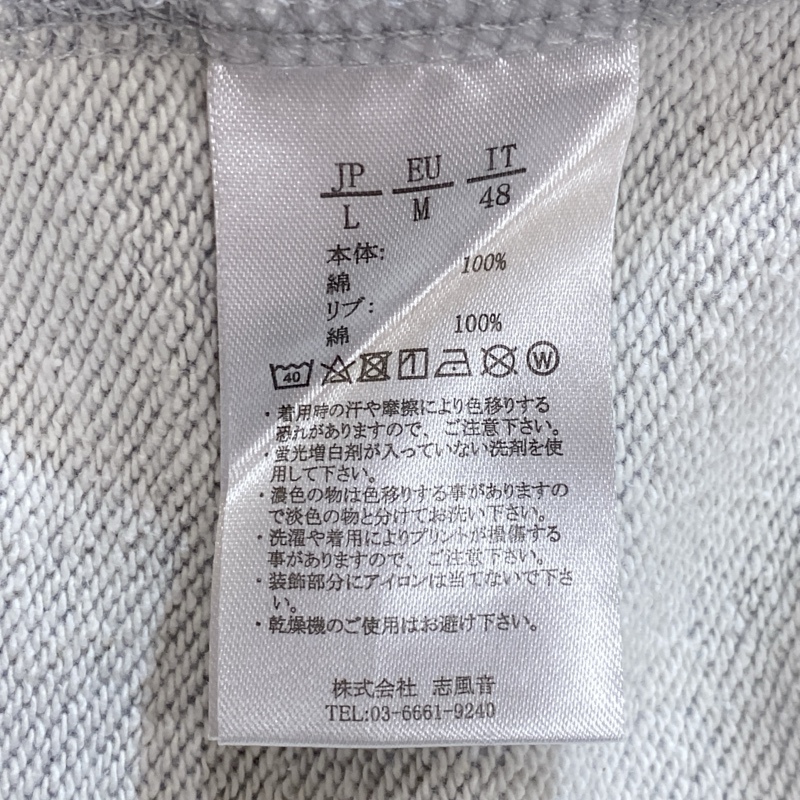 JP EU IT
L M 48
本体:
綿 100%
リブ:
綿 100%
40 W
・着用時の汗や摩擦により色移りする
恐れがありますので、ご注意下さい。
・蛍光増白剤が入っていない洗剤を使
用して下さい。
・濃色の物は色移りする事がありますの
で淡色の物と分けてお洗い下さい。
・洗濯や着用によりプリントが損傷する
事がありますので、ご注意下さい。
・装飾部分にアイロンは当てないで下さ
い。
・乾燥機のご使用はお避け下さい。
株式会社 志風音
TEL:03-6661-9240